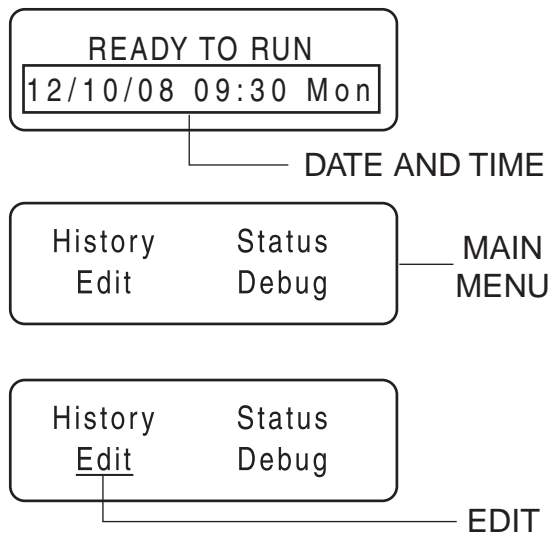 READY TO RUN
12/10/08 09:30 Mon
DATE AND TIME
History Status
Edit Debug
MAIN
MENU
History Status
Edit Debug
EDIT